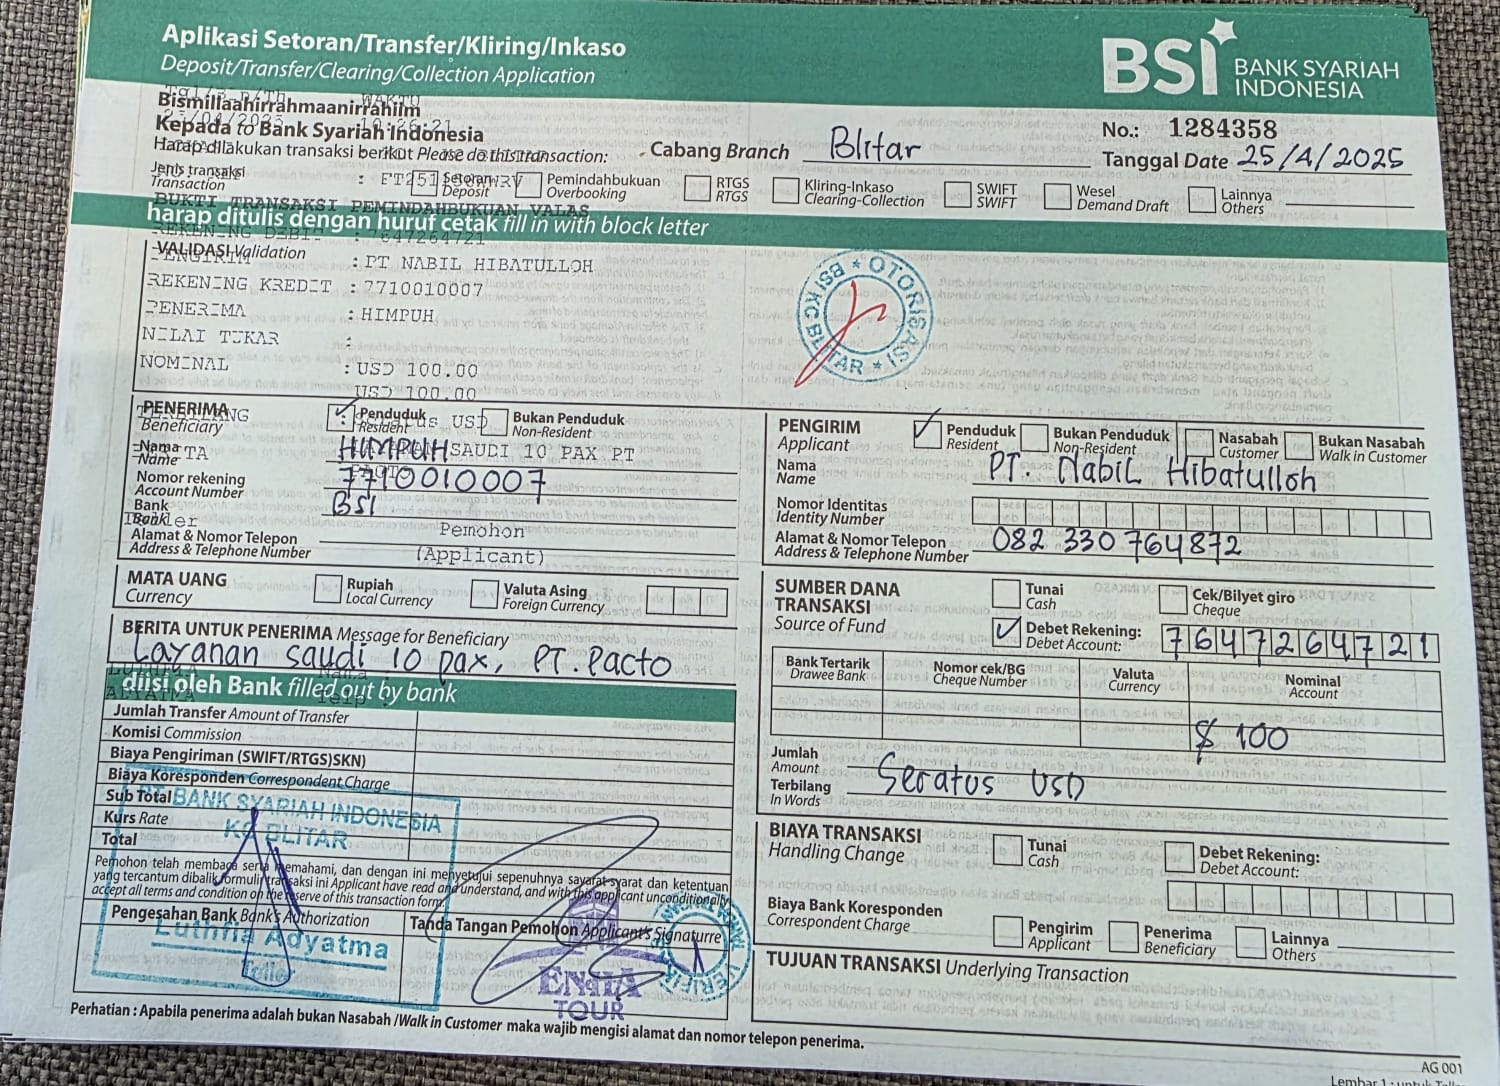 Aplikasi Setoran/Transfer/Kliring/Inkaso
Deposit/Transfer/Clearing/Collection Application
BSI BANK SYARIAH INDONESIA
Bismillaahirrahmaanirrahiim
WAKTU
Kepada to Bank Syariah Indonesia
10:26:21
Harap dilakukan transaksi berikut Please do this transaction:
Cabang Branch Blitar
No.: 1284358
Tanggal Date 25/4/2025
Jenis transaksi
Transaction
Setoran
Deposit
Pemindahbukuan
Overbooking
RTGS
RTGS
Kliring-Inkaso
Clearing-Collection
SWIFT
SWIFT
Wesel
Demand Draft
Lainnya
Others
BUKTI TRANSAKSI PEMINDAHBUKUAN VALAS
harap ditulis dengan huruf cetak fill in with block letter
REKENING DEBIT : 7647264721
VALIDASI Validation
PENGIRIM : PT NABIL HIBATULLOH
REKENING KREDIT : 7710010007
PENERIMA : HIMPUH
NILAI TUKAR :
NOMINAL : USD 100.00
USD 100.00
OTORISASI
BSI KC BLITAR
PENERIMA
Beneficiary
Penduduk
Resident
USD
Bukan Penduduk
Non-Resident
Nama
Name
HIMPUH
SAUDI 10 PAX PT
Nomor rekening
Account Number
7710010007
Bank
Bank
BSI
Alamat & Nomor Telepon
Address & Telephone Number
Pemohon
(Applicant)
PENGIRIM
Applicant
Penduduk
Resident
Bukan Penduduk
Non-Resident
Nasabah
Customer
Bukan Nasabah
Walk in Customer
Nama
Name
PT. Nabil Hibatulloh
Nomor Identitas
Identity Number
Alamat & Nomor Telepon
Address & Telephone Number
082 330 764872
MATA UANG
Currency
Rupiah
Local Currency
Valuta Asing
Foreign Currency
BERITA UNTUK PENERIMA Message for Beneficiary
Layanan saudi 10 pax, PT. Pacto
SUMBER DANA
TRANSAKSI
Source of Fund
Tunai
Cash
Cek/Bilyet giro
Cheque
Debet Rekening:
Debet Account:
7647264721
Bank Tertarik
Drawee Bank
Nomor cek/BG
Cheque Number
Valuta
Currency
Nominal
Account
$ 100
Jumlah
Amount
Terbilang
In Words
Seratus USD
diisi oleh Bank filled out by bank
Jumlah Transfer Amount of Transfer
Komisi Commission
Biaya Pengiriman (SWIFT/RTGS)SKN)
Biaya Koresponden Correspondent Charge
Sub Total
Kurs Rate
Total
BANK SYARIAH INDONESIA
KC BLITAR
Pemohon telah membaca serta memahami, dan dengan ini menyetujui sepenuhnya sayarat-syarat dan ketentuan
yang tercantum dibalik formulir transaksi ini Applicant have read and understand, and with this applicant unconditionally
accept all terms and condition on the reserve of this transaction form.
Pengesahan Bank Bank's Authorization
Luthfia Adyatma
Teller
Tanda Tangan Pemohon Applicant's Signaturre
TOUR
BIAYA TRANSAKSI
Handling Change
Tunai
Cash
Debet Rekening:
Debet Account:
Biaya Bank Koresponden
Correspondent Charge
Pengirim
Applicant
Penerima
Beneficiary
Lainnya
Others
TUJUAN TRANSAKSI Underlying Transaction
Perhatian : Apabila penerima adalah bukan Nasabah /Walk in Customer maka wajib mengisi alamat dan nomor telepon penerima.
AG 001